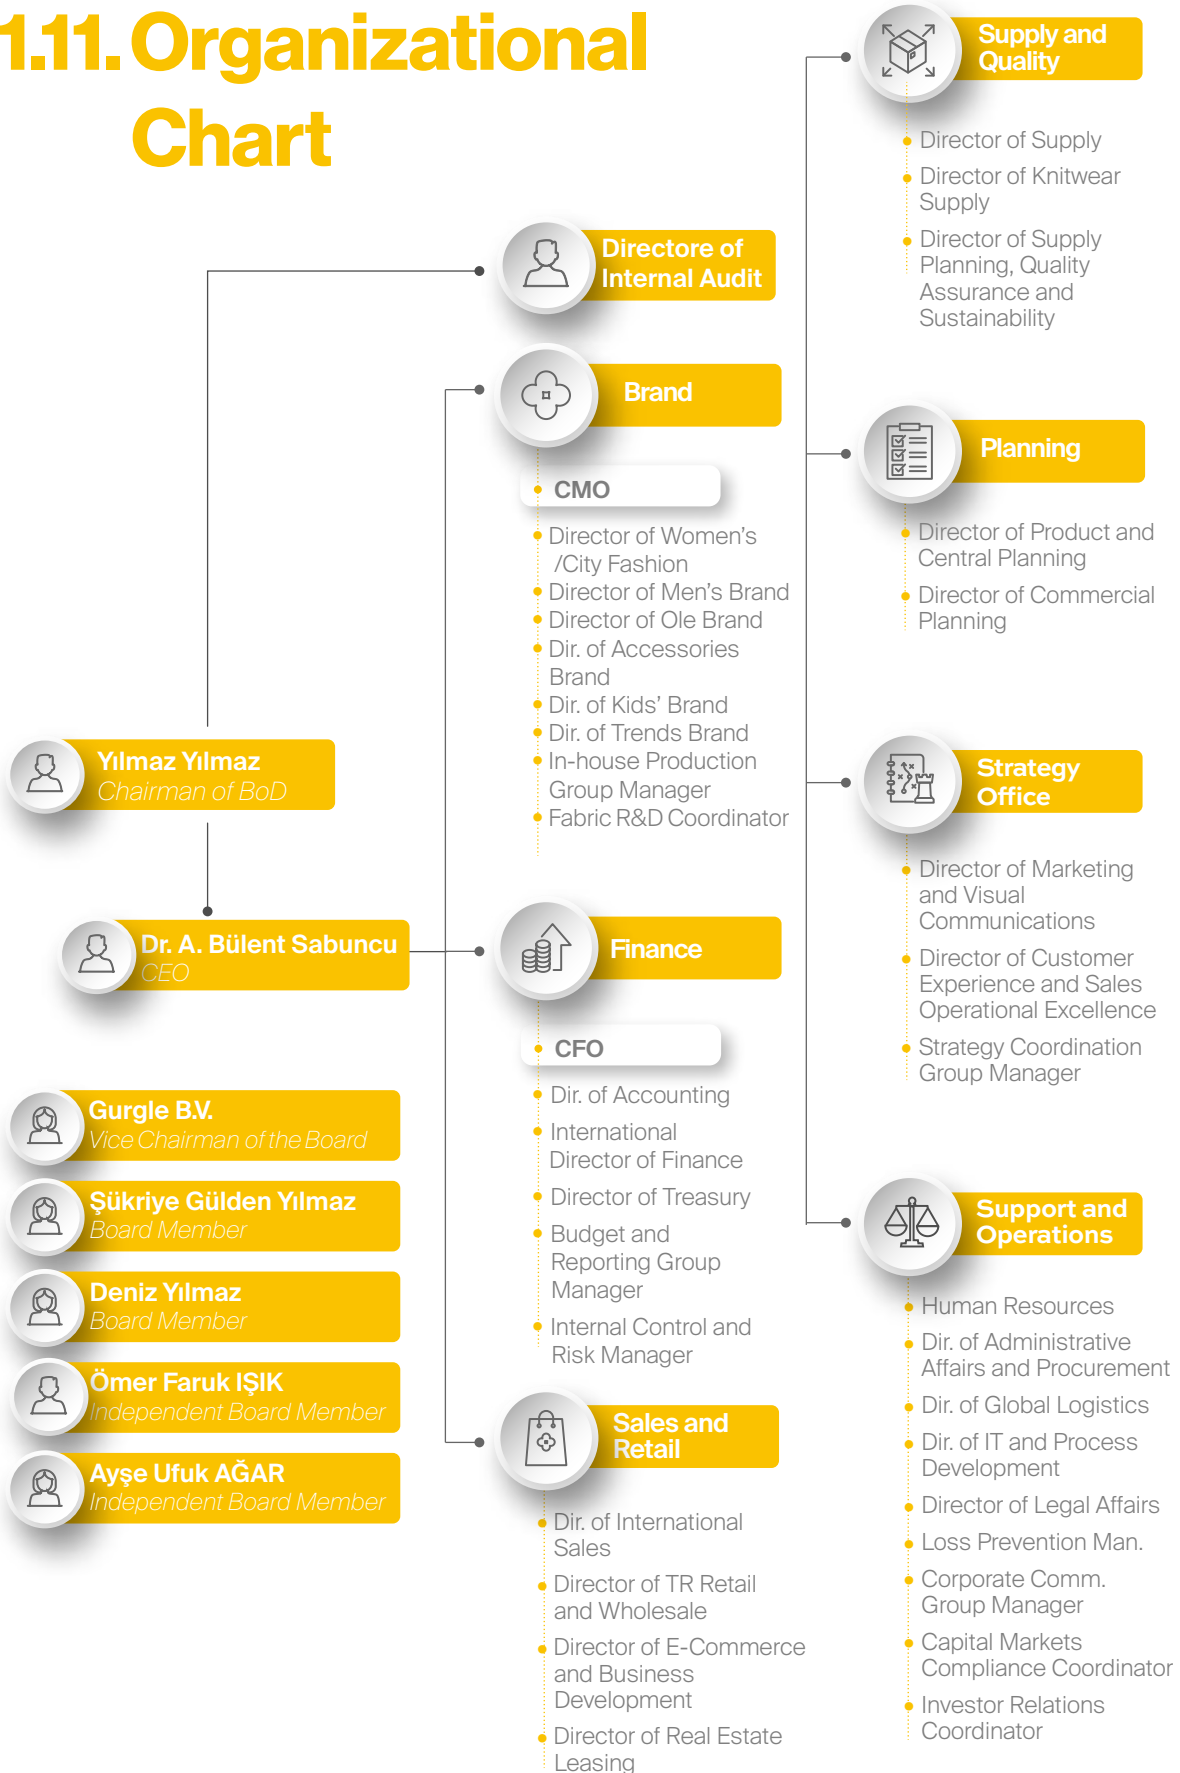 1.11. Organizational
Chart
Yılmaz Yılmaz
Chairman of BoD
Dr. A. Bülent Sabuncu
CEO
Gurgle B.V.
Vice Chairman of the Board
Şükriye Gülden Yılmaz
Board Member
Deniz Yılmaz
Board Member
Ömer Faruk IŞIK
Independent Board Member
Ayşe Ufuk AĞAR
Independent Board Member
Directore of
Internal Audit
Brand
CMO
Director of Women's
/City Fashion
Director of Men's Brand
Director of Ole Brand
Dir. of Accessories
Brand
Dir. of Kids' Brand
Dir. of Trends Brand
In-house Production
Group Manager
Fabric R&D Coordinator
Finance
CFO
Dir. of Accounting
International
Director of Finance
Director of Treasury
Budget and
Reporting Group
Manager
Internal Control and
Risk Manager
Sales and
Retail
Dir. of International
Sales
Director of TR Retail
and Wholesale
Director of E-Commerce
and Business
Development
Director of Real Estate
Leasing
Supply and
Quality
Director of Supply
Director of Knitwear
Supply
Director of Supply
Planning, Quality
Assurance and
Sustainability
Planning
Director of Product and
Central Planning
Director of Commercial
Planning
Strategy
Office
Director of Marketing
and Visual
Communications
Director of Customer
Experience and Sales
Operational Excellence
Strategy Coordination
Group Manager
Support and
Operations
Human Resources
Dir. of Administrative
Affairs and Procurement
Dir. of Global Logistics
Dir. of IT and Process
Development
Director of Legal Affairs
Loss Prevention Man.
Corporate Comm.
Group Manager
Capital Markets
Compliance Coordinator
Investor Relations
Coordinator